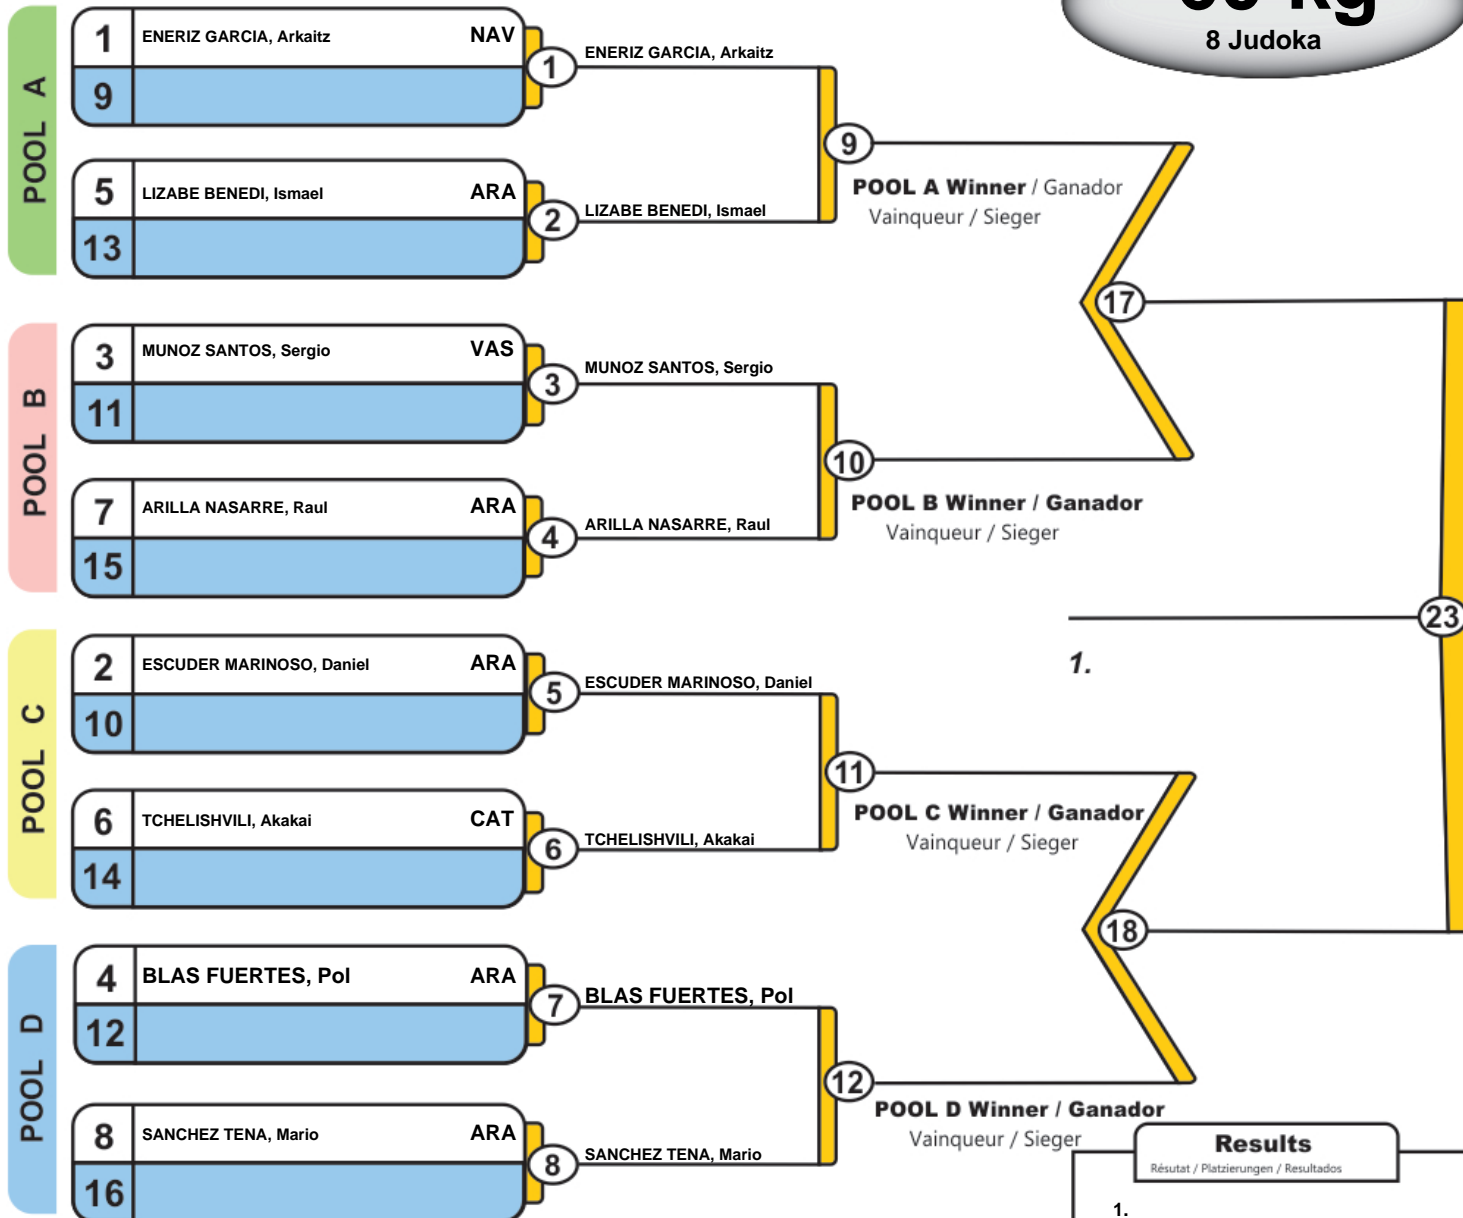 kg
8 Judoka
POOL A
1 ENERIZ GARCIA, Arkaitz NAV
9
1
ENERIZ GARCIA, Arkaitz
5 LIZABE BENEDI, Ismael ARA
13
2
LIZABE BENEDI, Ismael
9
POOL A Winner / Ganador
Vainqueur / Sieger
POOL B
3 MUNOZ SANTOS, Sergio VAS
11
3
MUNOZ SANTOS, Sergio
7 ARILLA NASARRE, Raul ARA
15
4
ARILLA NASARRE, Raul
10
POOL B Winner / Ganador
Vainqueur / Sieger
17
POOL C
2 ESCUDER MARINOSO, Daniel ARA
10
5
ESCUDER MARINOSO, Daniel
6 TCHELISHVILI, Akakai CAT
14
6
TCHELISHVILI, Akakai
11
POOL C Winner / Ganador
Vainqueur / Sieger
POOL D
4 BLAS FUERTES, Pol ARA
12
7
BLAS FUERTES, Pol
8 SANCHEZ TENA, Mario ARA
16
8
SANCHEZ TENA, Mario
12
POOL D Winner / Ganador
Vainqueur / Sieger
18
23
1.
Results
Résutat / Platzierungen / Resultados
1.